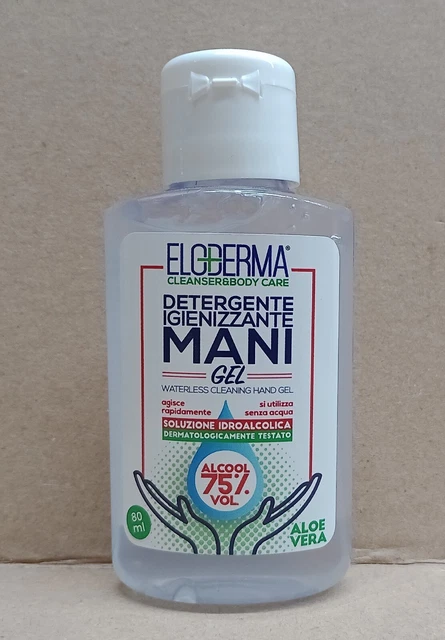 ELODERMA®
CLEANSER&BODY CARE
DETERGENTE
IGIENIZZANTE
MANI
GEL
WATERLESS CLEANING HAND GEL
agisce
rapidamente
si utilizza
senza acqua
SOLUZIONE IDROALCOLICA
DERMATOLOGICAMENTE TESTATO
ALCOOL
75%
VOL.
80
ml
ALOE
VERA